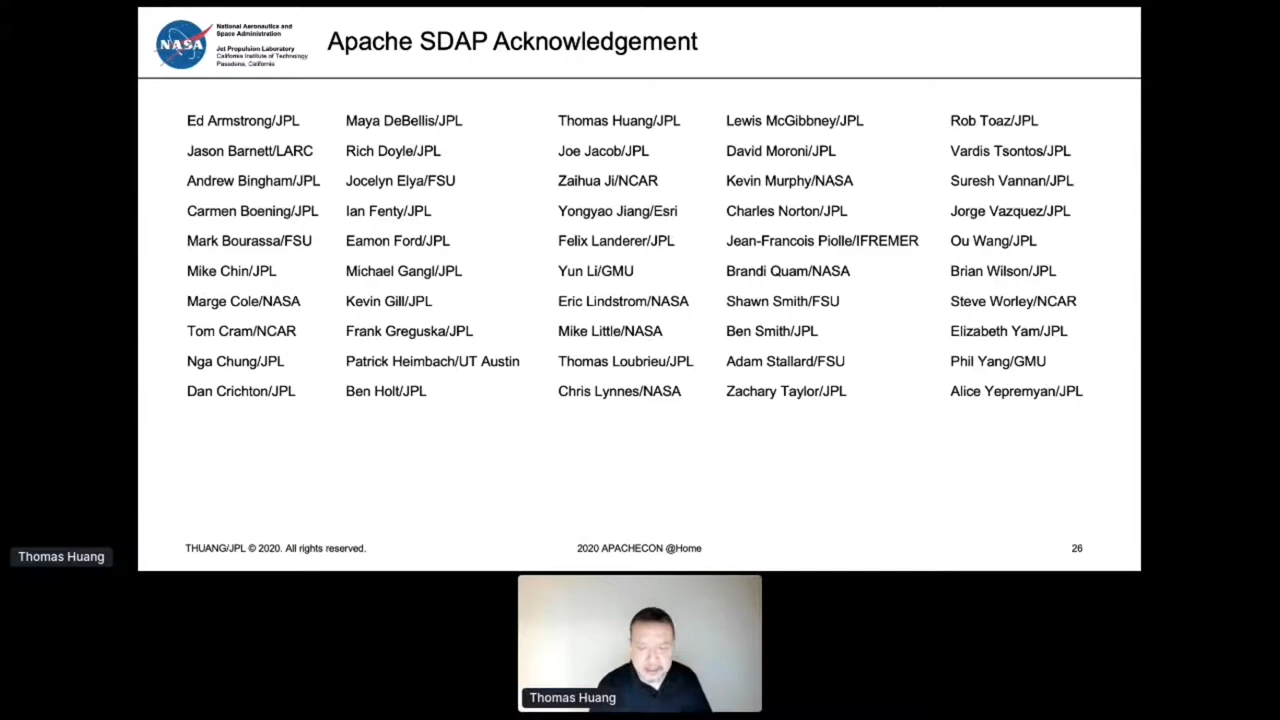 National Aeronautics and
Space Administration
Jet Propulsion Laboratory
California Institute of Technology
Pasadena, California
NASA
Apache SDAP Acknowledgement
Ed Armstrong/JPL
Jason Barnett/LARC
Andrew Bingham/JPL
Carmen Boening/JPL
Mark Bourassa/FSU
Mike Chin/JPL
Marge Cole/NASA
Tom Cram/NCAR
Nga Chung/JPL
Dan Crichton/JPL
Maya DeBellis/JPL
Rich Doyle/JPL
Jocelyn Elya/FSU
Ian Fenty/JPL
Eamon Ford/JPL
Michael Gangl/JPL
Kevin Gill/JPL
Frank Greguska/JPL
Patrick Heimbach/UT Austin
Ben Holt/JPL
Thomas Huang/JPL
Joe Jacob/JPL
Zaihua Ji/NCAR
Yongyao Jiang/Esri
Felix Landerer/JPL
Yun Li/GMU
Eric Lindstrom/NASA
Mike Little/NASA
Thomas Loubrieu/JPL
Chris Lynnes/NASA
Lewis McGibbney/JPL
David Moroni/JPL
Kevin Murphy/NASA
Charles Norton/JPL
Jean-Francois Piolle/IFREMER
Brandi Quam/NASA
Shawn Smith/FSU
Ben Smith/JPL
Adam Stallard/FSU
Zachary Taylor/JPL
Rob Toaz/JPL
Vardis Tsontos/JPL
Suresh Vannan/JPL
Jorge Vazquez/JPL
Ou Wang/JPL
Brian Wilson/JPL
Steve Worley/NCAR
Elizabeth Yam/JPL
Phil Yang/GMU
Alice Yepremyan/JPL
THUANG/JPL © 2020. All rights reserved.
2020 APACHECON @Home
26
Thomas Huang
Thomas Huang